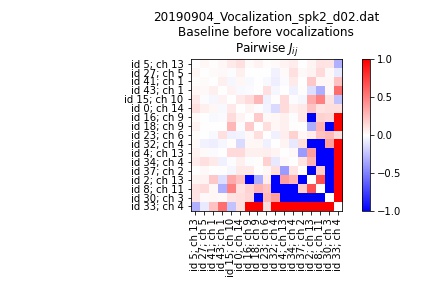 20190904_Vocalization_spk2_d02.dat
Baseline before vocalizations
Pairwise J_ij
id 5; ch 13
id 27; ch 5
id 41; ch 1
id 43; ch 1
id 15; ch 10
id 0; ch 14
id 16; ch 9
id 18; ch 9
id 23; ch 6
id 32; ch 4
id 4; ch 13
id 34; ch 4
id 37; ch 2
id 2; ch 13
id 8; ch 11
id 30; ch 3
id 33; ch 4
id 5; ch 13
id 27; ch 5
id 41; ch 1
id 43; ch 1
id 15; ch 10
id 0; ch 14
id 16; ch 9
id 18; ch 9
id 23; ch 6
id 32; ch 4
id 4; ch 13
id 34; ch 4
id 37; ch 2
id 2; ch 13
id 8; ch 11
id 30; ch 3
id 33; ch 4
1.0
0.5
0.0
−0.5
−1.0